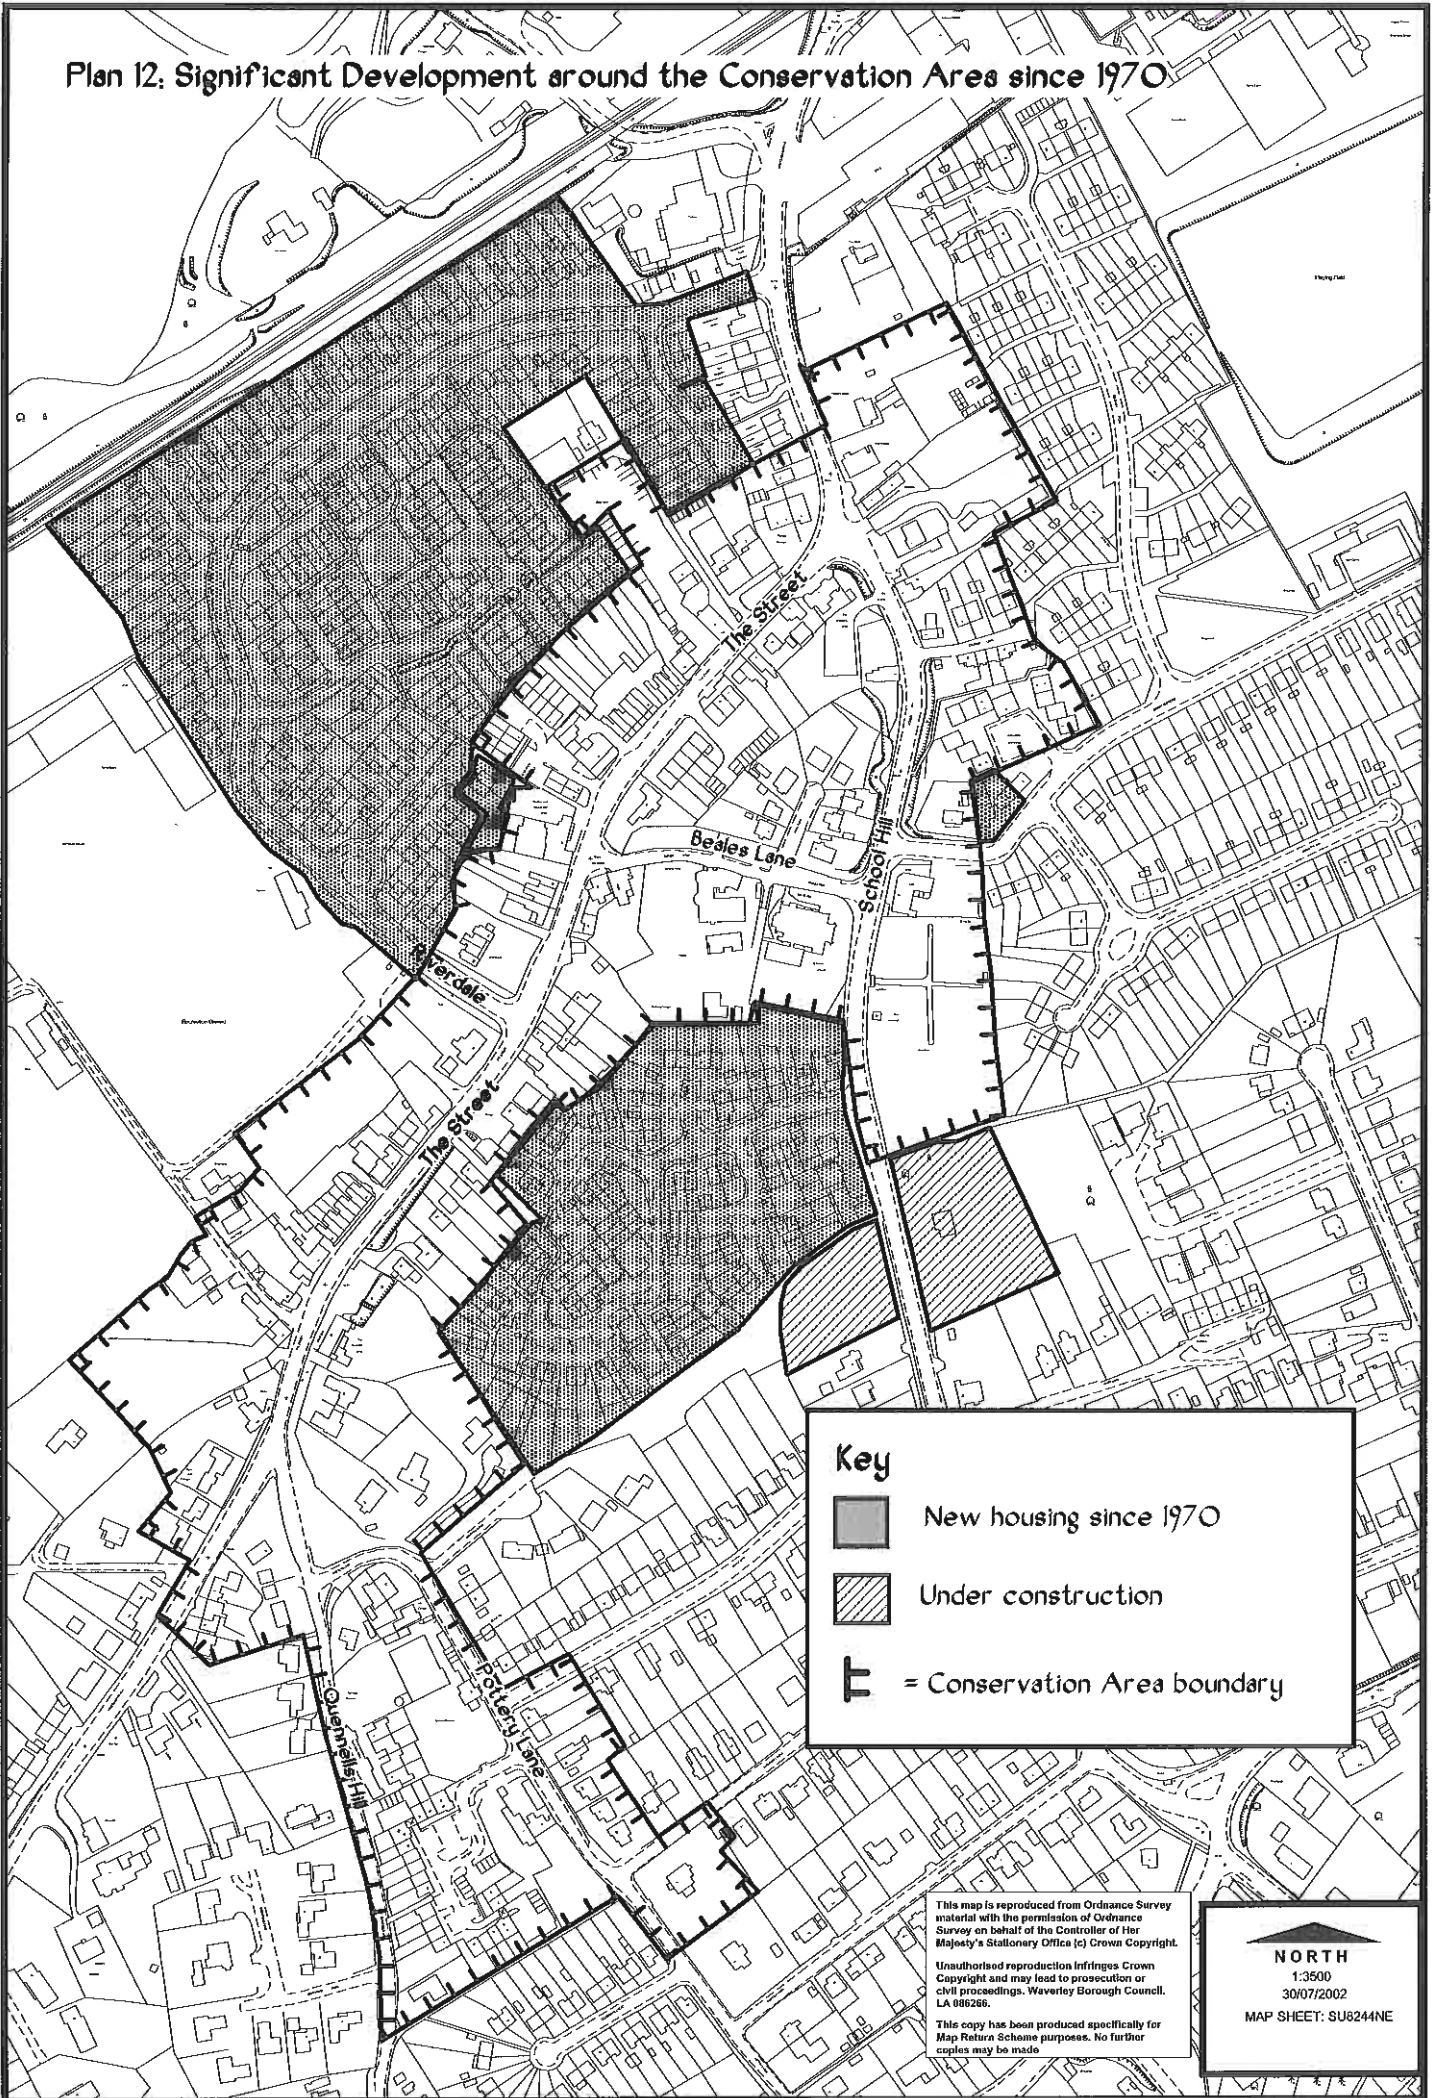 Plan 12: Significant Development around the Conservation Area since 1970
Playing Field
The Street
Beales Lane
School Hill
Riverdale
Recreation Ground
The Street
Key
New housing since 1970
Under construction
= Conservation Area boundary
Pottery Lane
Quennells Hill
This map is reproduced from Ordnance Survey
material with the permission of Ordnance
Survey on behalf of the Controller of Her
Majesty's Stationery Office (c) Crown Copyright.
Unauthorised reproduction infringes Crown
Copyright and may lead to prosecution or
civil proceedings. Waverley Borough Council.
LA 086266.
This copy has been produced specifically for
Map Return Scheme purposes. No further
copies may be made
NORTH
1:3500
30/07/2002
MAP SHEET: SU8244NE